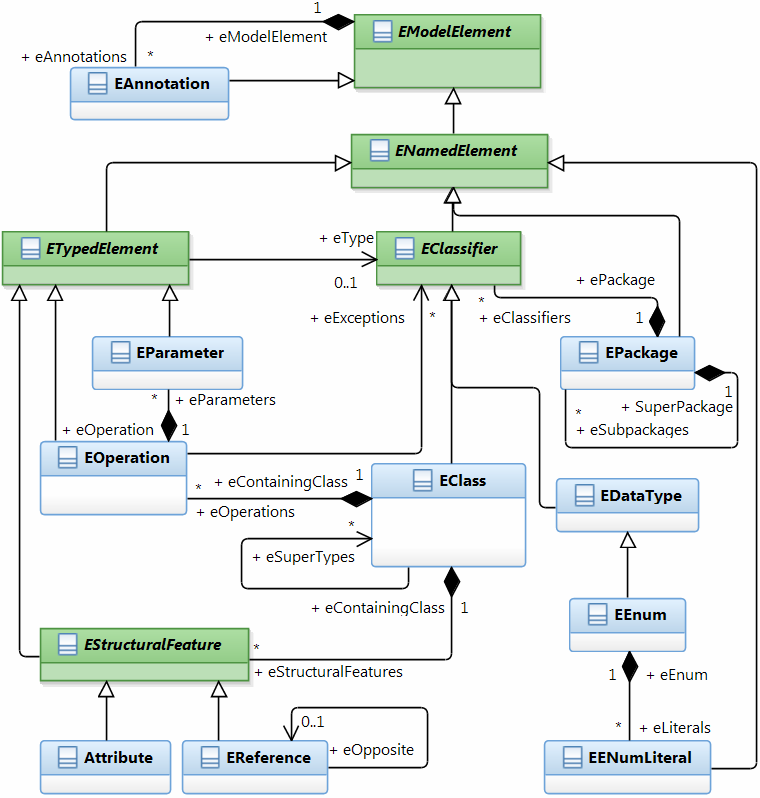 1
+ eModelElement
EModelElement
+ eAnnotations
*
EAnnotation
ENamedElement
ETypedElement
+ eType
0..1
EClassifier
+ ePackage
*
+ eClassifiers
1
+ eExceptions
*
EParameter
EPackage
*
+ eParameters
1
+ SuperPackage
*
+ eSubpackages
+ eOperation
1
EOperation
+ eContainingClass
1
*
+ eOperations
EClass
EDataType
*
+ eSuperTypes
+ eContainingClass
1
EEnum
EStructuralFeature
*
+ eStructuralFeatures
1
+ eEnum
0..1
+ eOpposite
*
+ eLiterals
Attribute
EReference
EENumLiteral